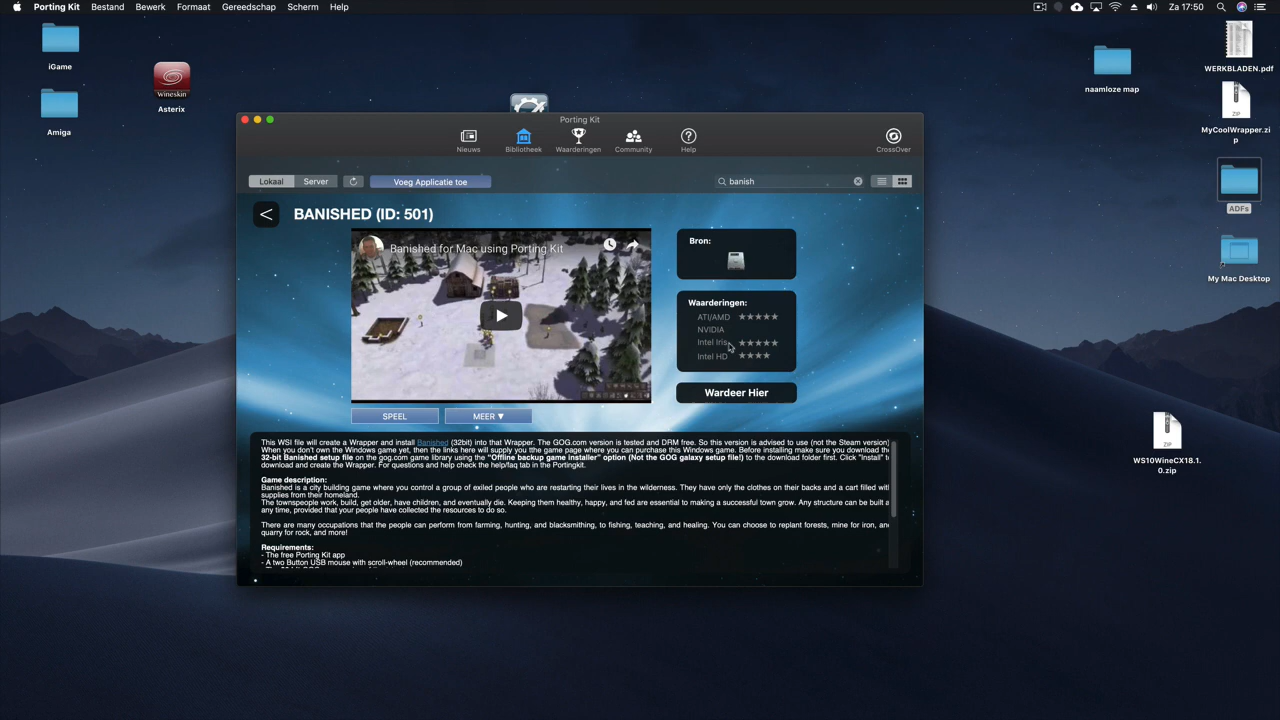 Porting Kit Bestand Bewerk Formaat Gereedschap Scherm Help
Za 17:50
iGame
Amiga
Wineskin
Asterix
naamloze map
WERKBLADEN.pdf
ZIP
MyCoolWrapper.zi
p
ADFs
My Mac Desktop
ZIP
WS10WineCX18.1.
0.zip
Porting Kit
Nieuws
Bibliotheek
Waarderingen
Community
Help
CrossOver
Lokaal
Server
Voeg Applicatie toe
banish
<
BANISHED (ID: 501)
Banished for Mac using Porting Kit
Bron:
Waarderingen:
ATI/AMD ★★★★★
NVIDIA
Intel Iris ★★★★★
Intel HD ★★★★
Wardeer Hier
SPEEL
MEER ▼
This WSI file will create a Wrapper and install Banished (32bit) into that Wrapper. The GOG.com version is tested and DRM free. So this version is advised to use (not the Steam version)
When you don't own the Windows game yet, then the links here will supply you the game page where you can purchase this Windows game. Before installing make sure you download the
32-bit Banished setup file on the gog.com game library using the "Offline backup game installer" option (Not the GOG galaxy setup file!) to the download folder first. Click "Install" to
download and create the Wrapper. For questions and help check the help/faq tab in the Portingkit.
Game description:
Banished is a city building game where you control a group of exiled people who are restarting their lives in the wilderness. They have only the clothes on their backs and a cart filled with
supplies from their homeland.
The townspeople work, build, get older, have children, and eventually die. Keeping them healthy, happy, and fed are essential to making a successful town grow. Any structure can be built a
any time, provided that your people have collected the resources to do so.
There are many occupations that the people can perform from farming, hunting, and blacksmithing, to fishing, teaching, and healing. You can choose to replant forests, mine for iron, and
quarry for rock, and more!
Requirements:
- The free Porting Kit app
- A two Button USB mouse with scroll-wheel (recommended)